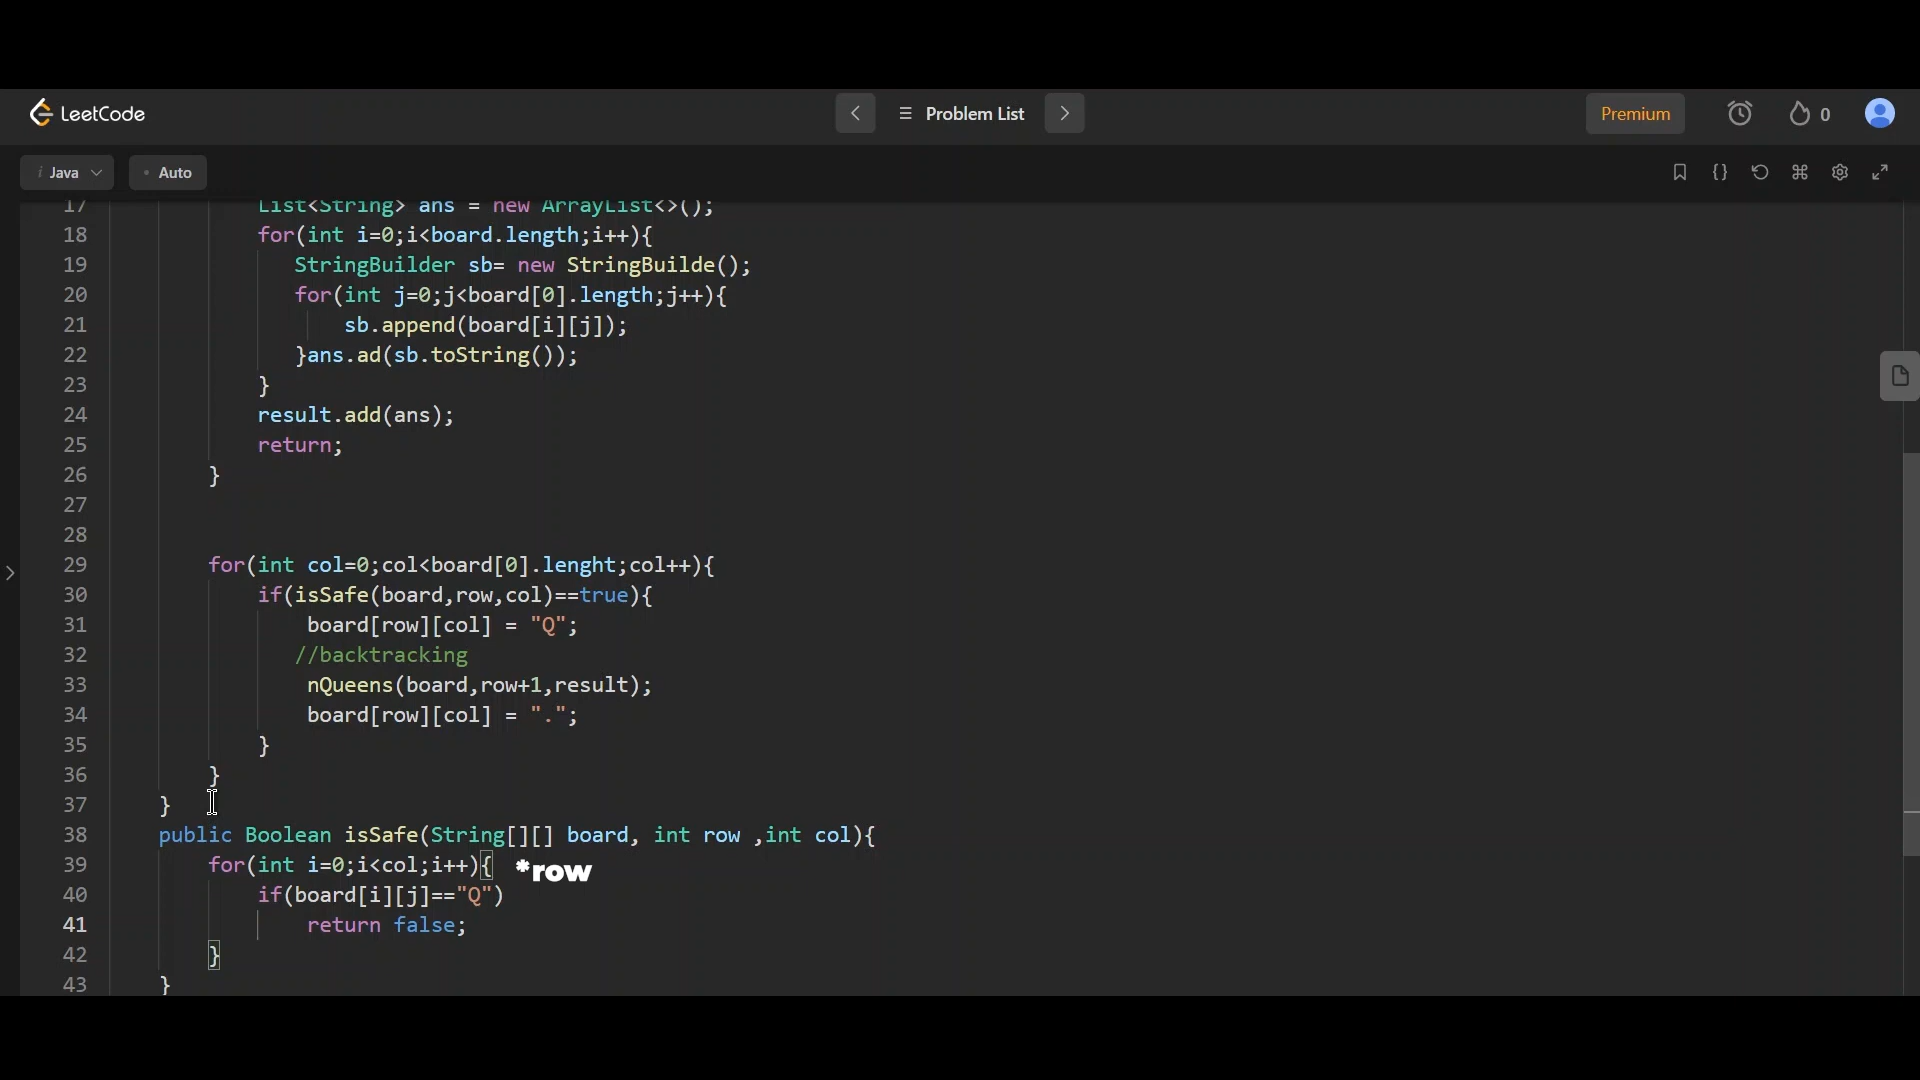 LeetCode
Problem List
Premium
0
i Java
Auto
17 List<String> ans = new ArrayList<>();
18 for(int i=0;i<board.length;i++){
19 StringBuilder sb= new StringBuilde();
20 for(int j=0;j<board[0].length;j++){
21 sb.append(board[i][j]);
22 }ans.ad(sb.toString());
23 }
24 result.add(ans);
25 return;
26 }
27
28
29 for(int col=0;col<board[0].lenght;col++){
30 if(isSafe(board,row,col)==true){
31 board[row][col] = "Q";
32 //backtracking
33 nQueens(board,row+1,result);
34 board[row][col] = ".";
35 }
36 }
37 }
38 public Boolean isSafe(String[][] board, int row ,int col){
39 for(int i=0;i<col;i++){ *row
40 if(board[i][j]=="Q")
41 return false;
42 }
43 }